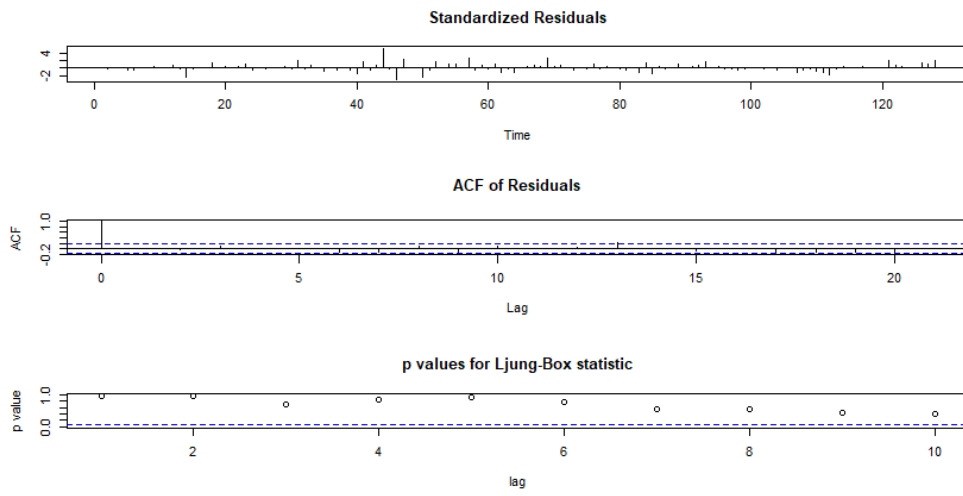 Standardized Residuals
4
-2
0 20 40 60 80 100 120
Time
ACF of Residuals
ACF
1.0
-0.2
0 5 10 15 20
Lag
p values for Ljung-Box statistic
p value
1.0
0.0
2 4 6 8 10
lag